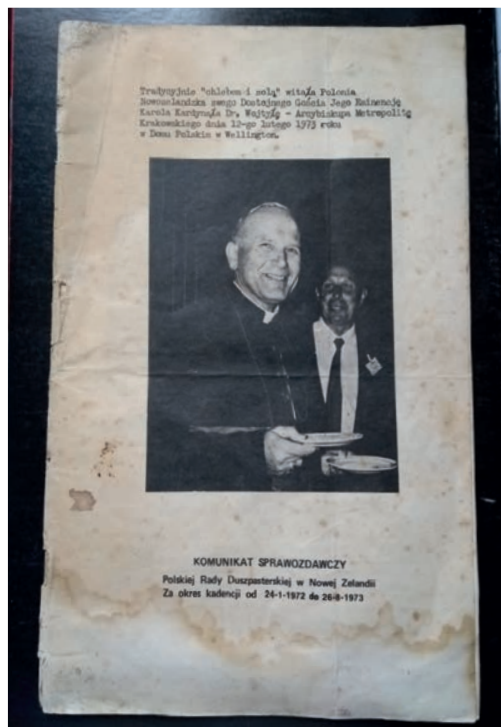 Tradycyjnie "chlebem i solą" witała Polonia
Nowozelandzka swego Dostojnego Gościa Jego Eminencję
Karola Kardynała Dr. Wojtyłę - Arcybiskupa Metropolitę
Krakowskiego dnia 12-go lutego 1973 roku
w Domu Polskim w Wellington.
KOMUNIKAT SPRAWOZDAWCZY
Polskiej Rady Duszpasterskiej w Nowej Zelandii
Za okres kadencji od 24-1-1972 do 26-8-1973